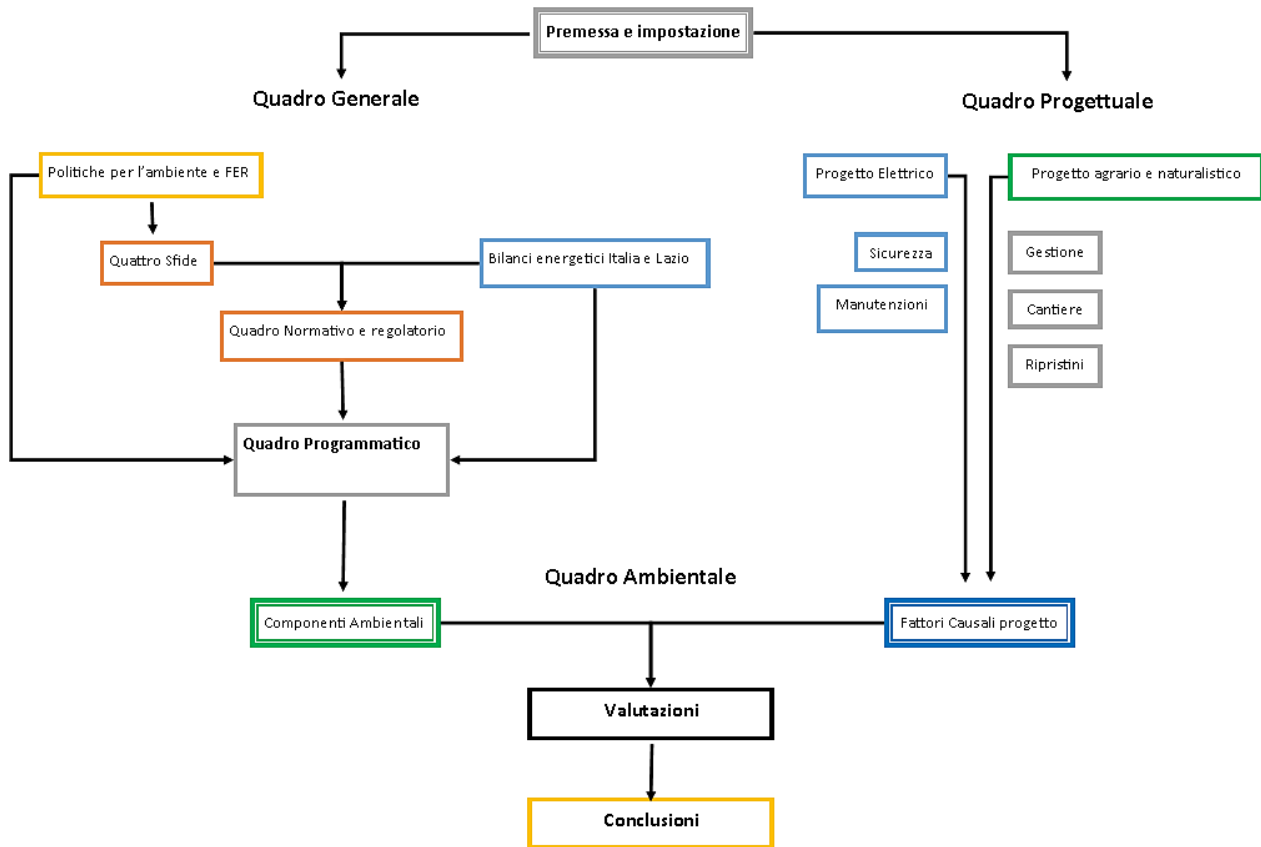 Premessa e impostazione
Quadro Generale
Quadro Progettuale
Politiche per l'ambiente e FER
Progetto Elettrico
Progetto agrario e naturalistico
Quattro Sfide
Bilanci energetici Italia e Lazio
Sicurezza
Gestione
Quadro Normativo e regolatorio
Manutenzioni
Cantiere
Ripristini
Quadro Programmatico
Quadro Ambientale
Componenti Ambientali
Fattori Causali progetto
Valutazioni
Conclusioni